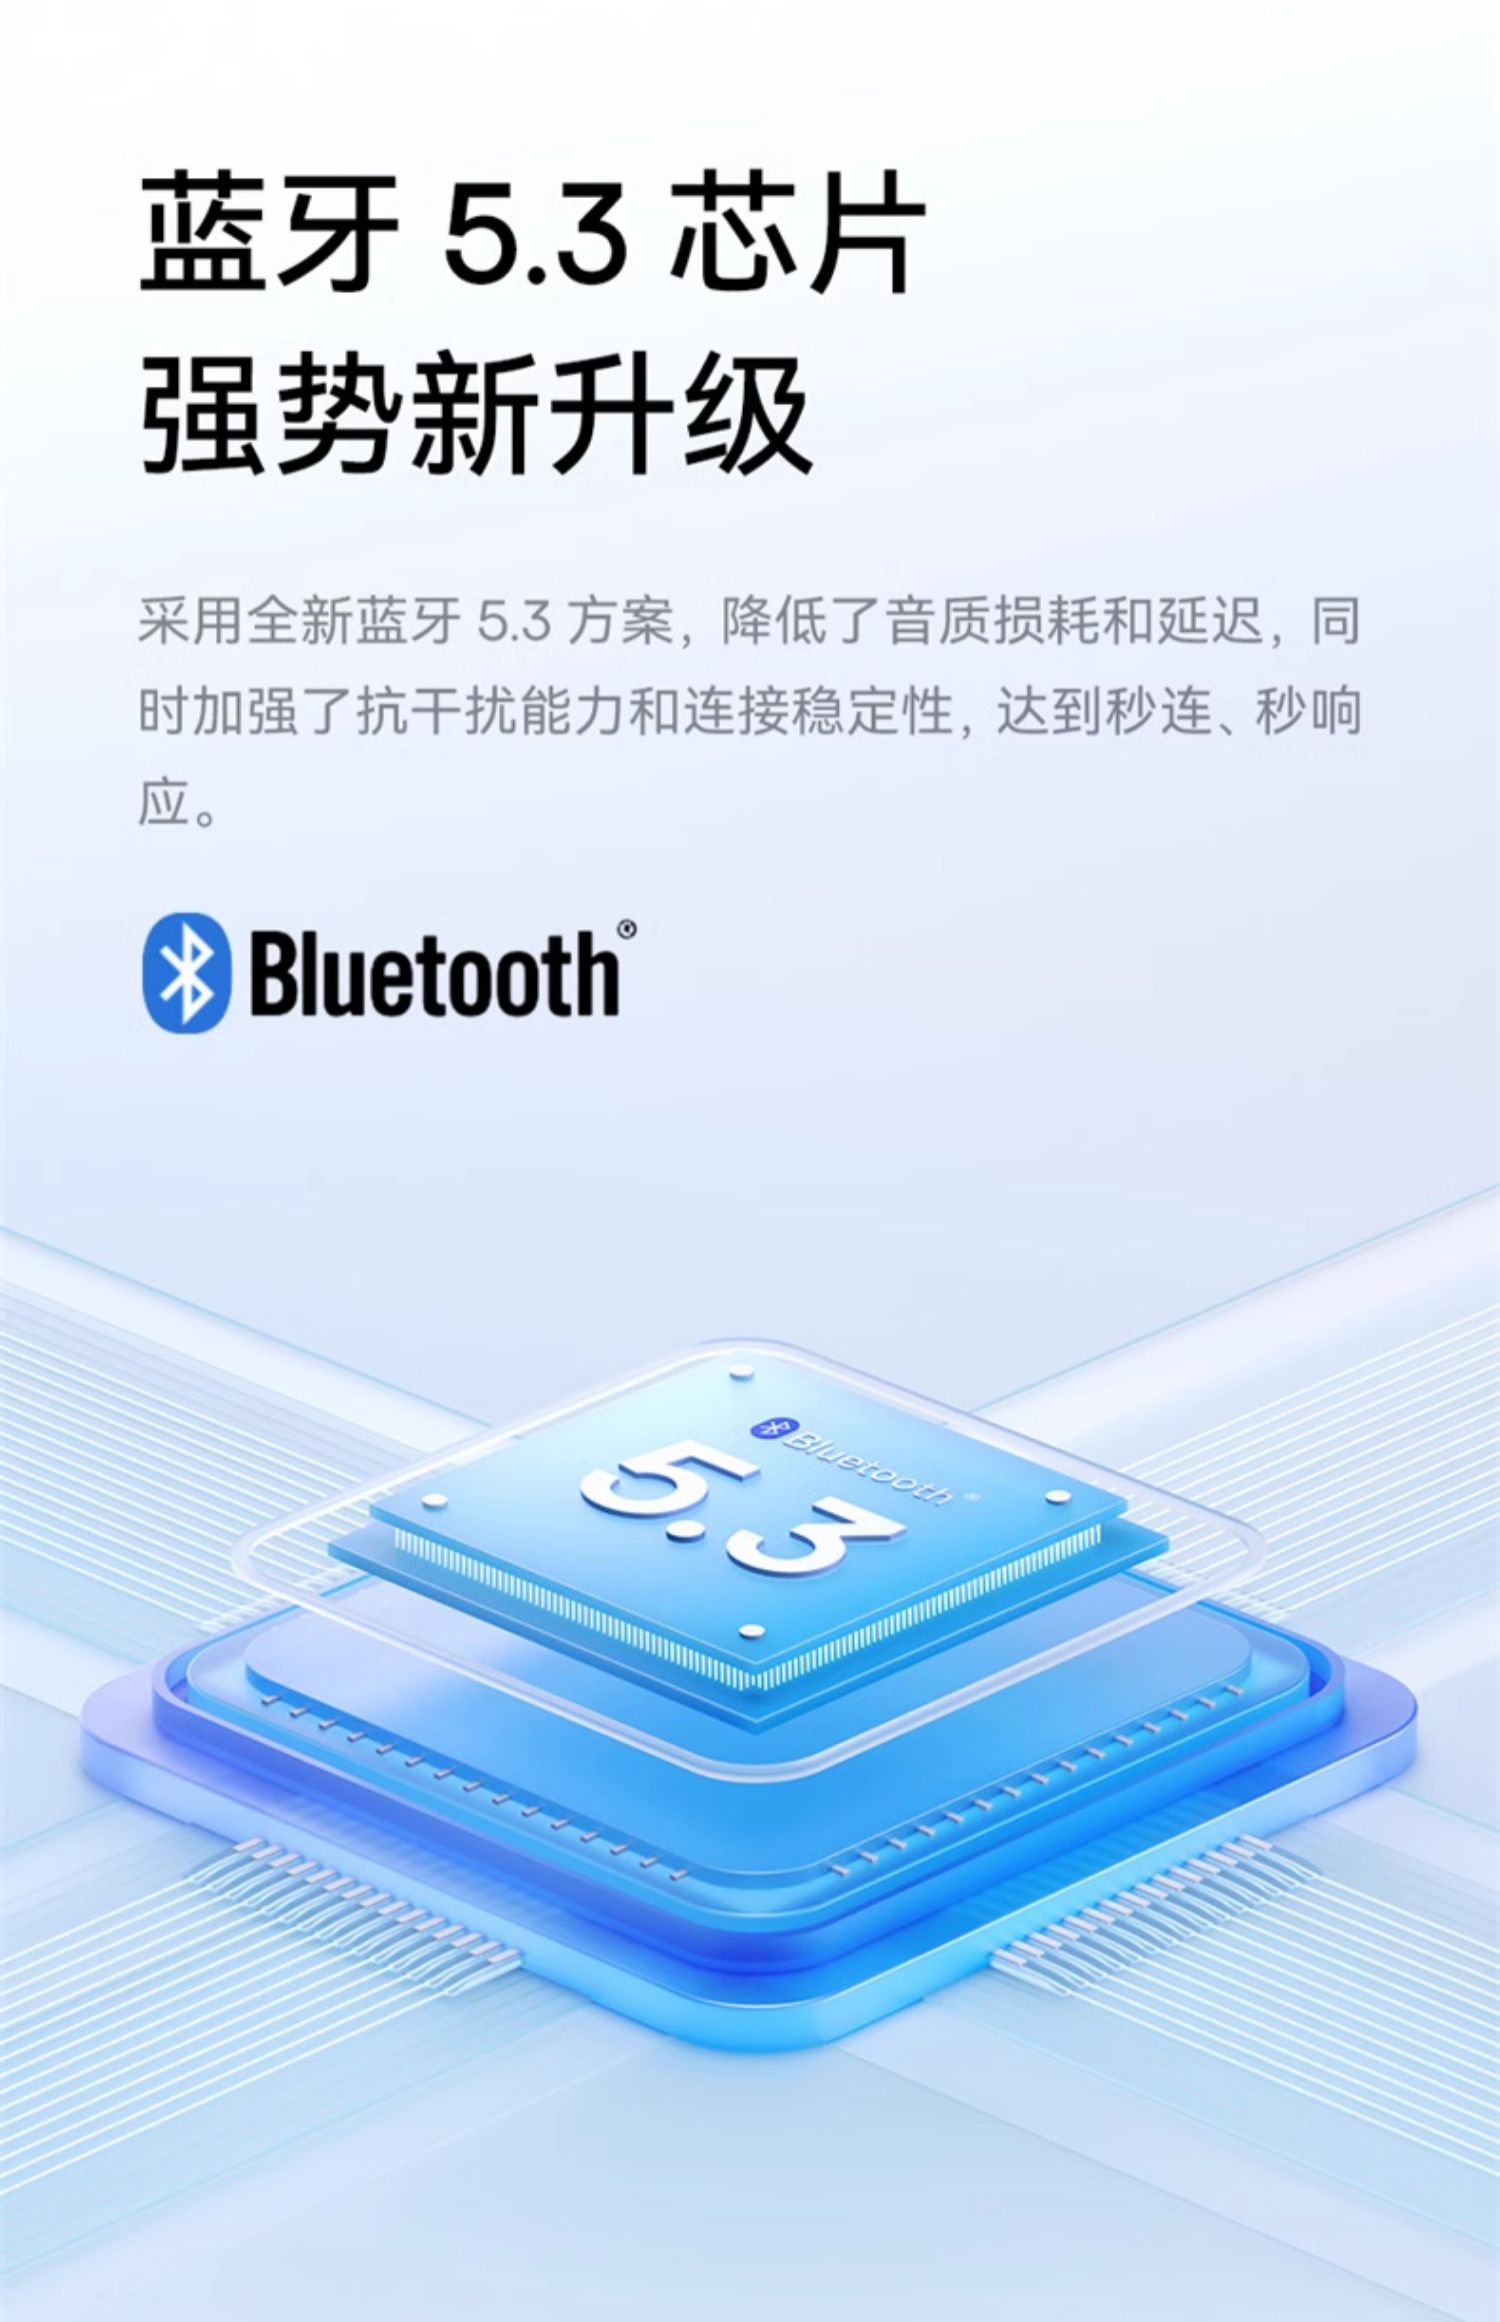 蓝牙 5.3 芯片
强势新升级
采用全新蓝牙 5.3 方案，降低了音质损耗和延迟，同
时加强了抗干扰能力和连接稳定性，达到秒连、秒响
应。
Bluetooth®
Bluetooth®
5.3